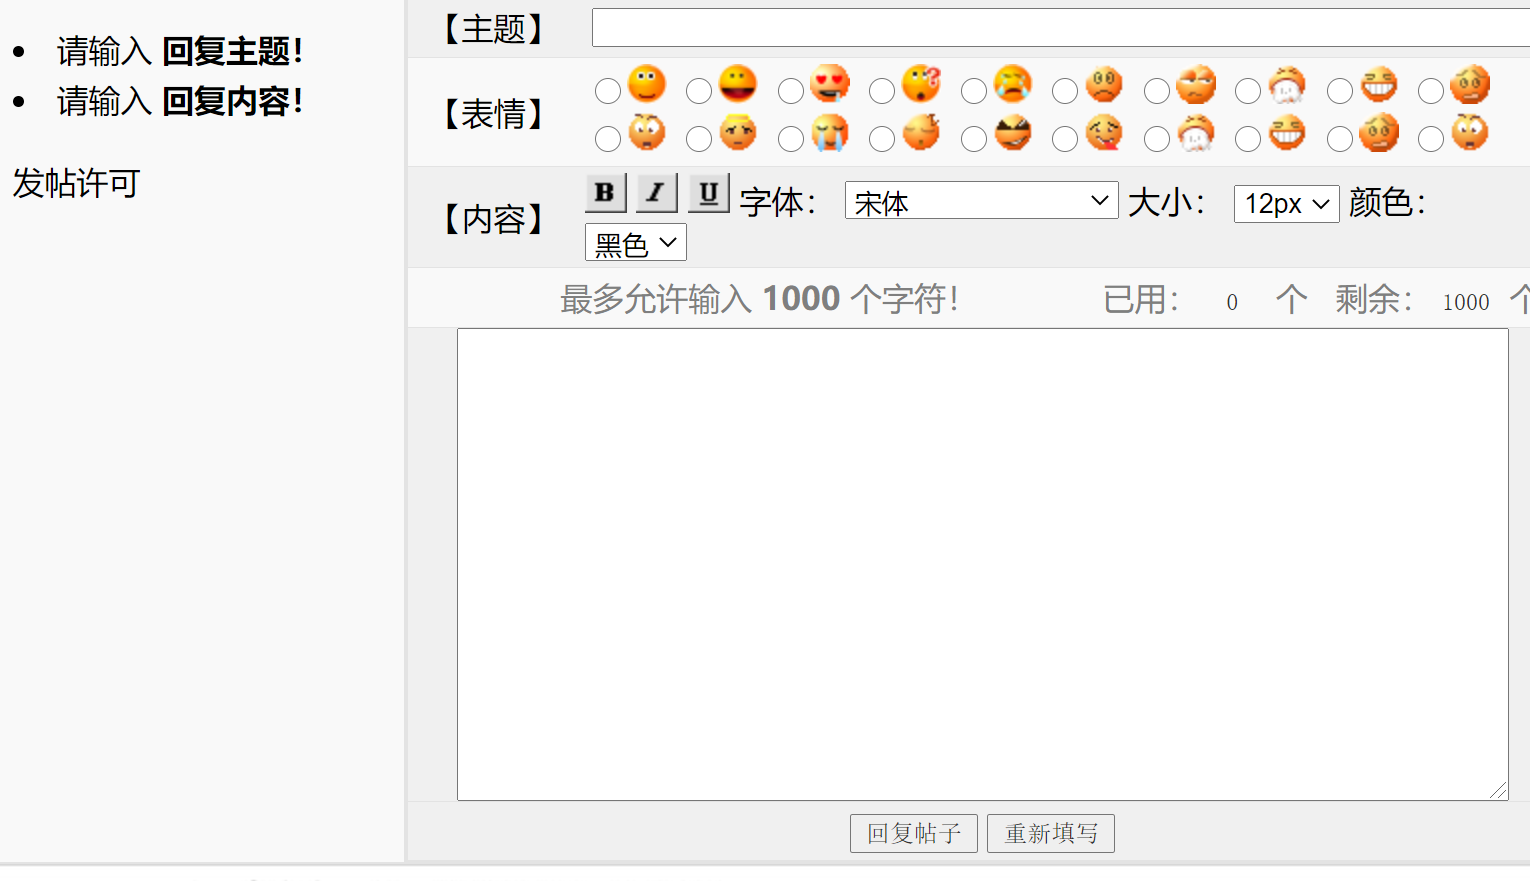 请输入 回复主题！
请输入 回复内容！
发帖许可
【主题】
【表情】
【内容】
B I U 字体： 宋体 大小： 12px 颜色：
黑色
最多允许输入 1000 个字符！ 已用： 0 个 剩余： 1000
回复帖子 重新填写